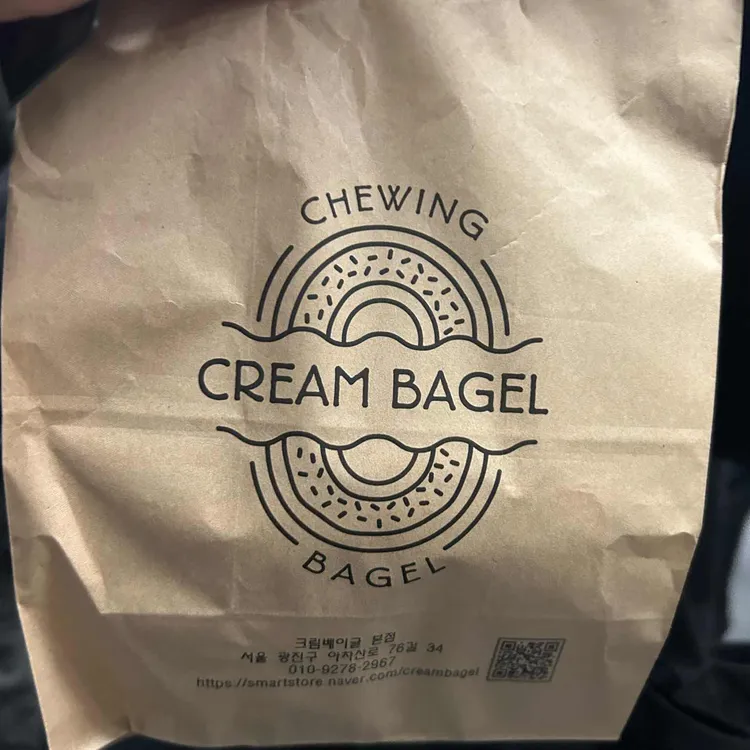 CHEWING
CREAM BAGEL
BAGEL
크림베이글 본점
서울 광진구 아차산로 76길 34
010-9278-2967
https://smartstore.naver.com/creambagel